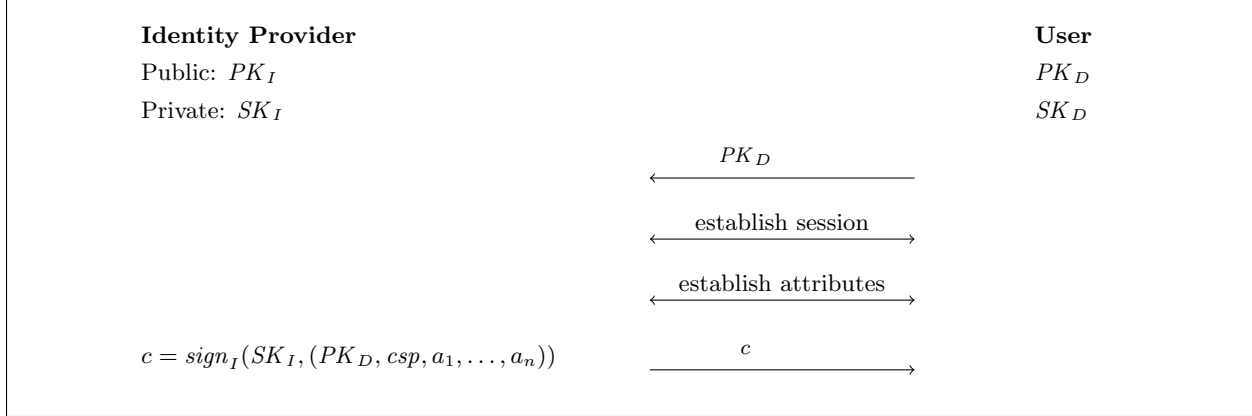 Identity Provider User
Public: PK_I PK_D
Private: SK_I SK_D
PK_D
establish session
establish attributes
c = sign_I(SK_I, (PK_D, csp, a_1, . . . , a_n)) c